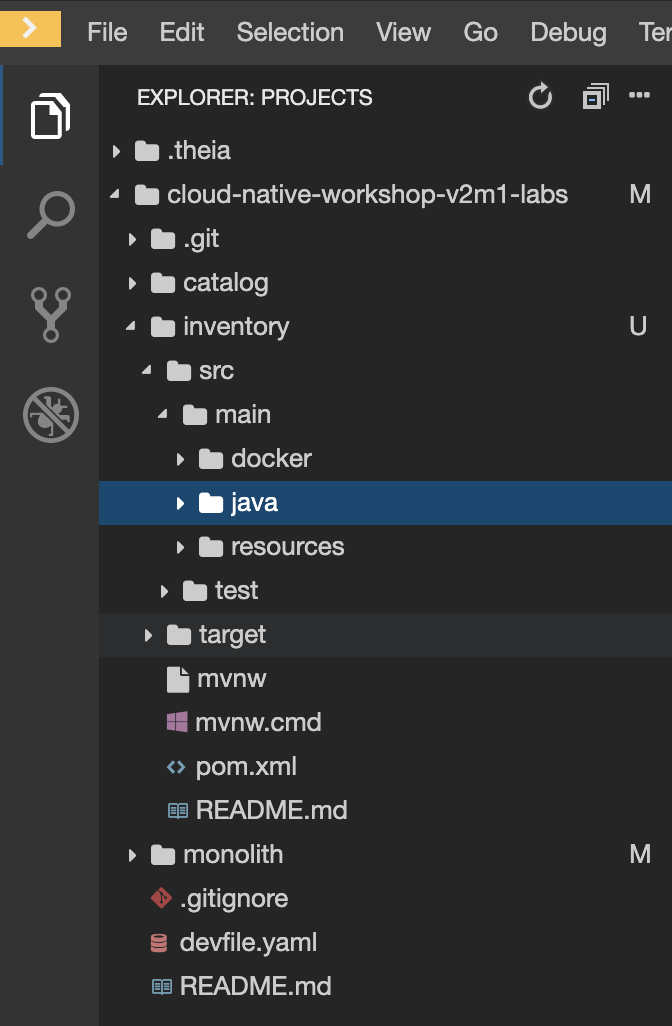 File Edit Selection View Go Debug Ter
EXPLORER: PROJECTS
.theia
cloud-native-workshop-v2m1-labs M
.git
catalog
inventory U
src
main
docker
java
resources
test
target
mvnw
mvnw.cmd
pom.xml
README.md
monolith M
.gitignore
devfile.yaml
README.md